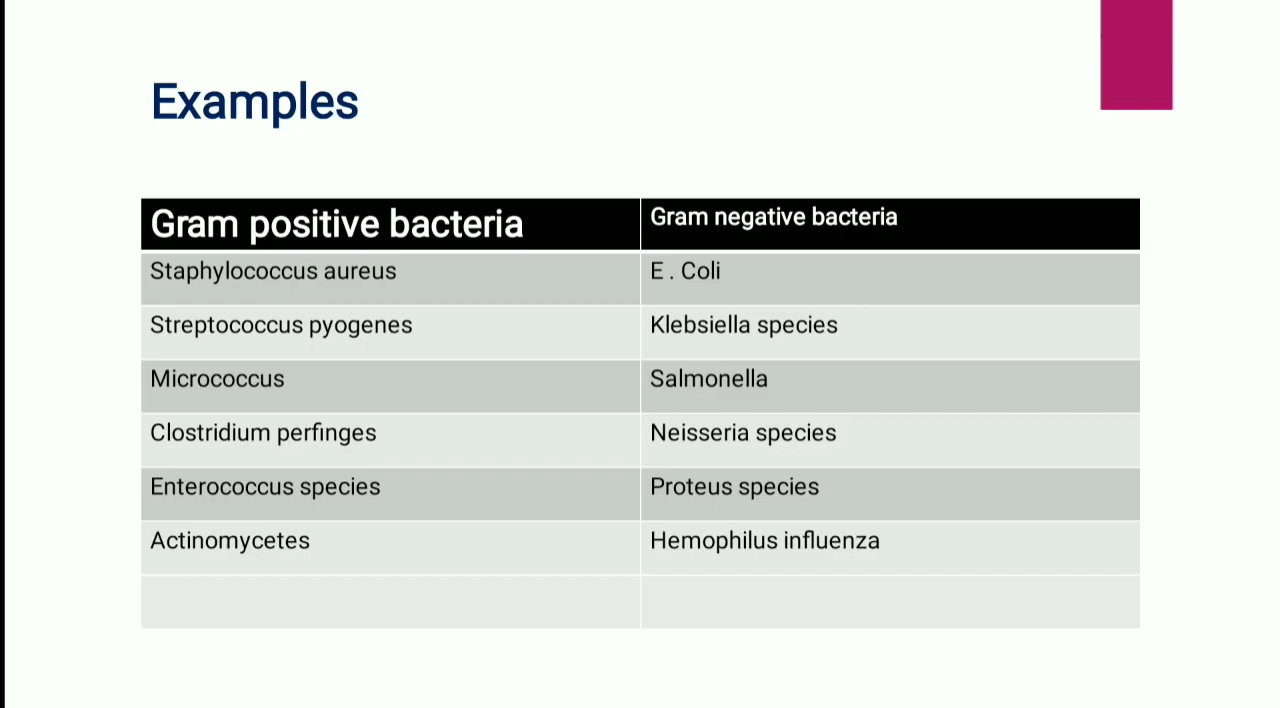 Examples
Gram positive bacteria
Gram negative bacteria
Staphylococcus aureus
E . Coli
Streptococcus pyogenes
Klebsiella species
Micrococcus
Salmonella
Clostridium perfinges
Neisseria species
Enterococcus species
Proteus species
Actinomycetes
Hemophilus influenza